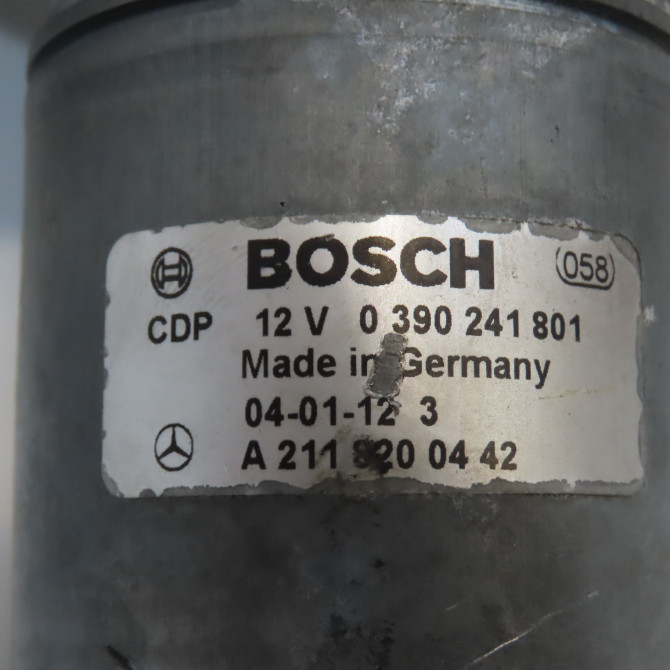 BOSCH 058
CDP 12 V 0 390 241 801
Made in Germany
04-01-12 3
A 211 820 04 42